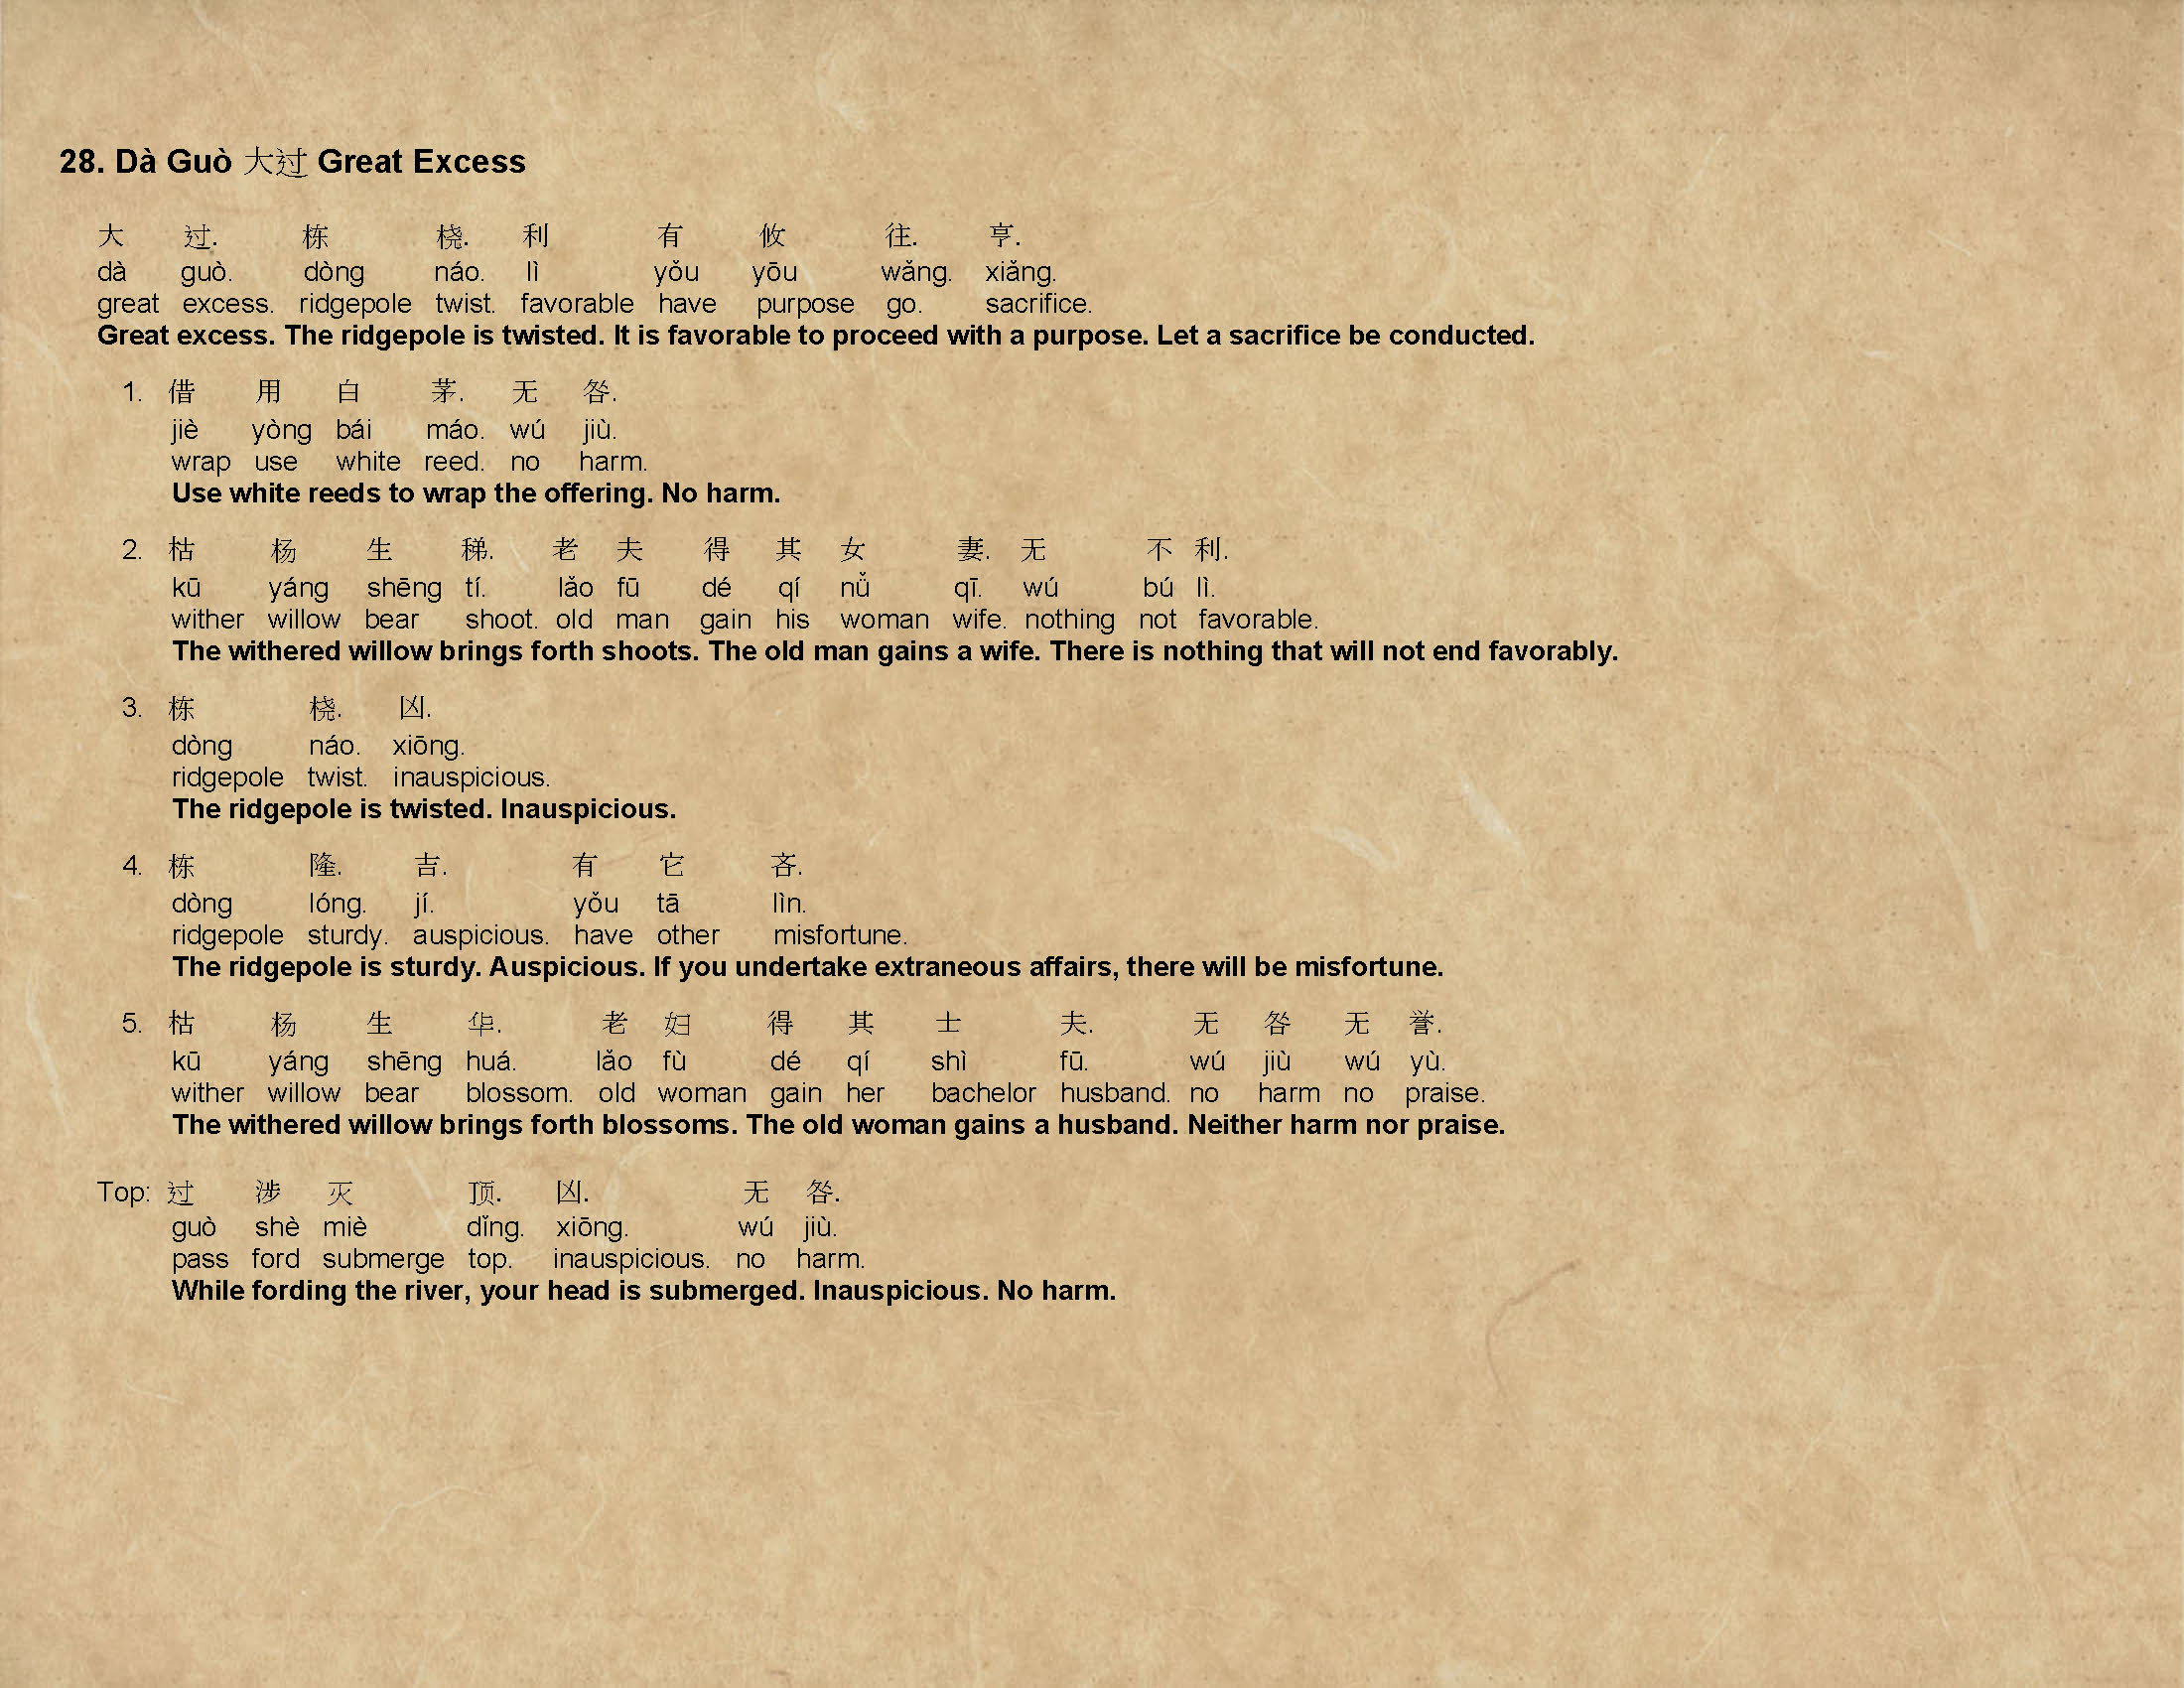 28. Dà Guò 大过 Great Excess
大 过. 栋 桡. 利 有 攸 往. 亨.
dà guò. dòng náo. lì yǒu yōu wǎng. xiǎng.
great excess. ridgepole twist. favorable have purpose go. sacrifice.
Great excess. The ridgepole is twisted. It is favorable to proceed with a purpose. Let a sacrifice be conducted.
1. 借 用 白 茅. 无 咎.
jiè yòng bái máo. wú jiù.
wrap use white reed. no harm.
Use white reeds to wrap the offering. No harm.
2. 枯 杨 生 稊. 老 夫 得 其 女 妻. 无 不 利.
kū yáng shēng tí. lǎo fū dé qí nǚ qī. wú bú lì.
wither willow bear shoot. old man gain his woman wife. nothing not favorable.
The withered willow brings forth shoots. The old man gains a wife. There is nothing that will not end favorably.
3. 栋 桡. 凶.
dòng náo. xiōng.
ridgepole twist. inauspicious.
The ridgepole is twisted. Inauspicious.
4. 栋 隆. 吉. 有 它 吝.
dòng lóng. jí. yǒu tā lìn.
ridgepole sturdy. auspicious. have other misfortune.
The ridgepole is sturdy. Auspicious. If you undertake extraneous affairs, there will be misfortune.
5. 枯 杨 生 华. 老 妇 得 其 士 夫. 无 咎 无 誉.
kū yáng shēng huá. lǎo fù dé qí shì fū. wú jiù wú yù.
wither willow bear blossom. old woman gain her bachelor husband. no harm no praise.
The withered willow brings forth blossoms. The old woman gains a husband. Neither harm nor praise.
Top: 过 涉 灭 顶. 凶. 无 咎.
guò shè miè dǐng. xiōng. wú jiù.
pass ford submerge top. inauspicious. no harm.
While fording the river, your head is submerged. Inauspicious. No harm.